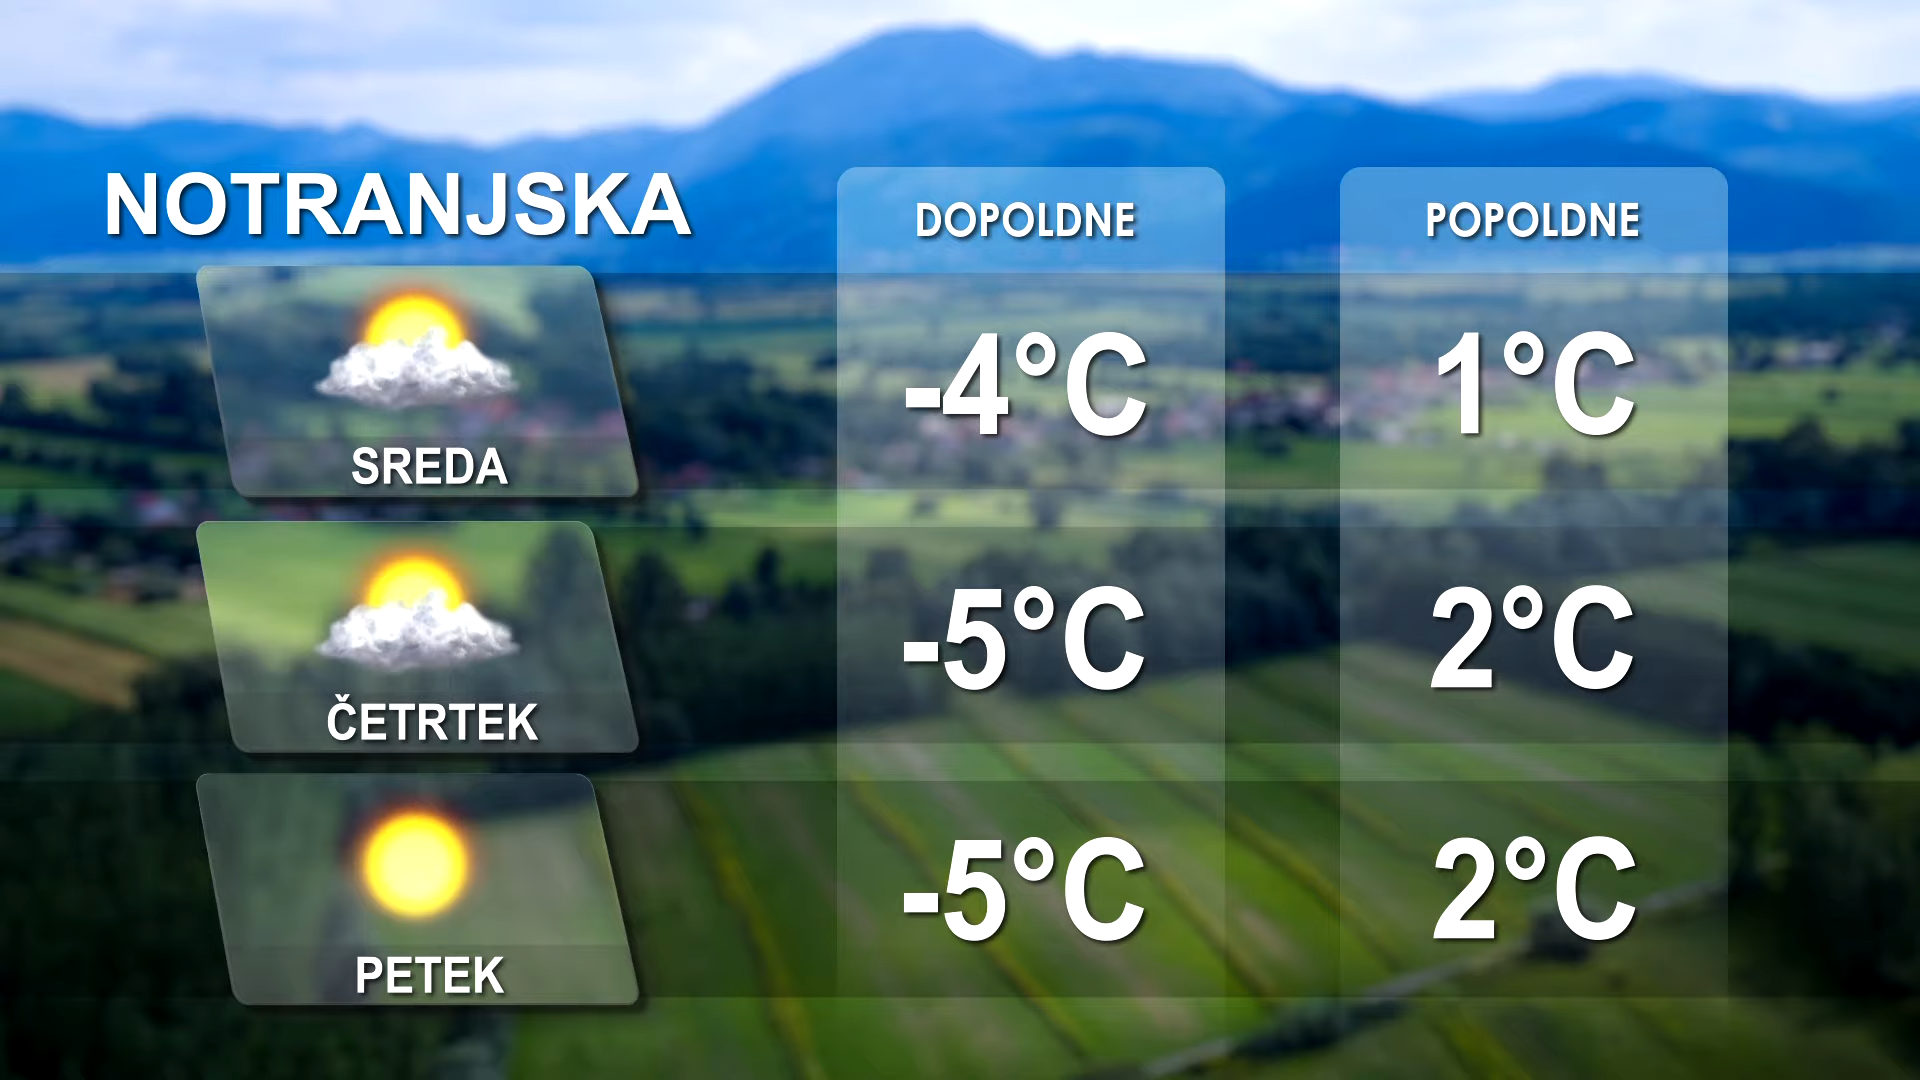 NOTRANJSKA
DOPOLDNE POPOLDNE
SREDA -4°C 1°C
ČETRTEK -5°C 2°C
PETEK -5°C 2°C